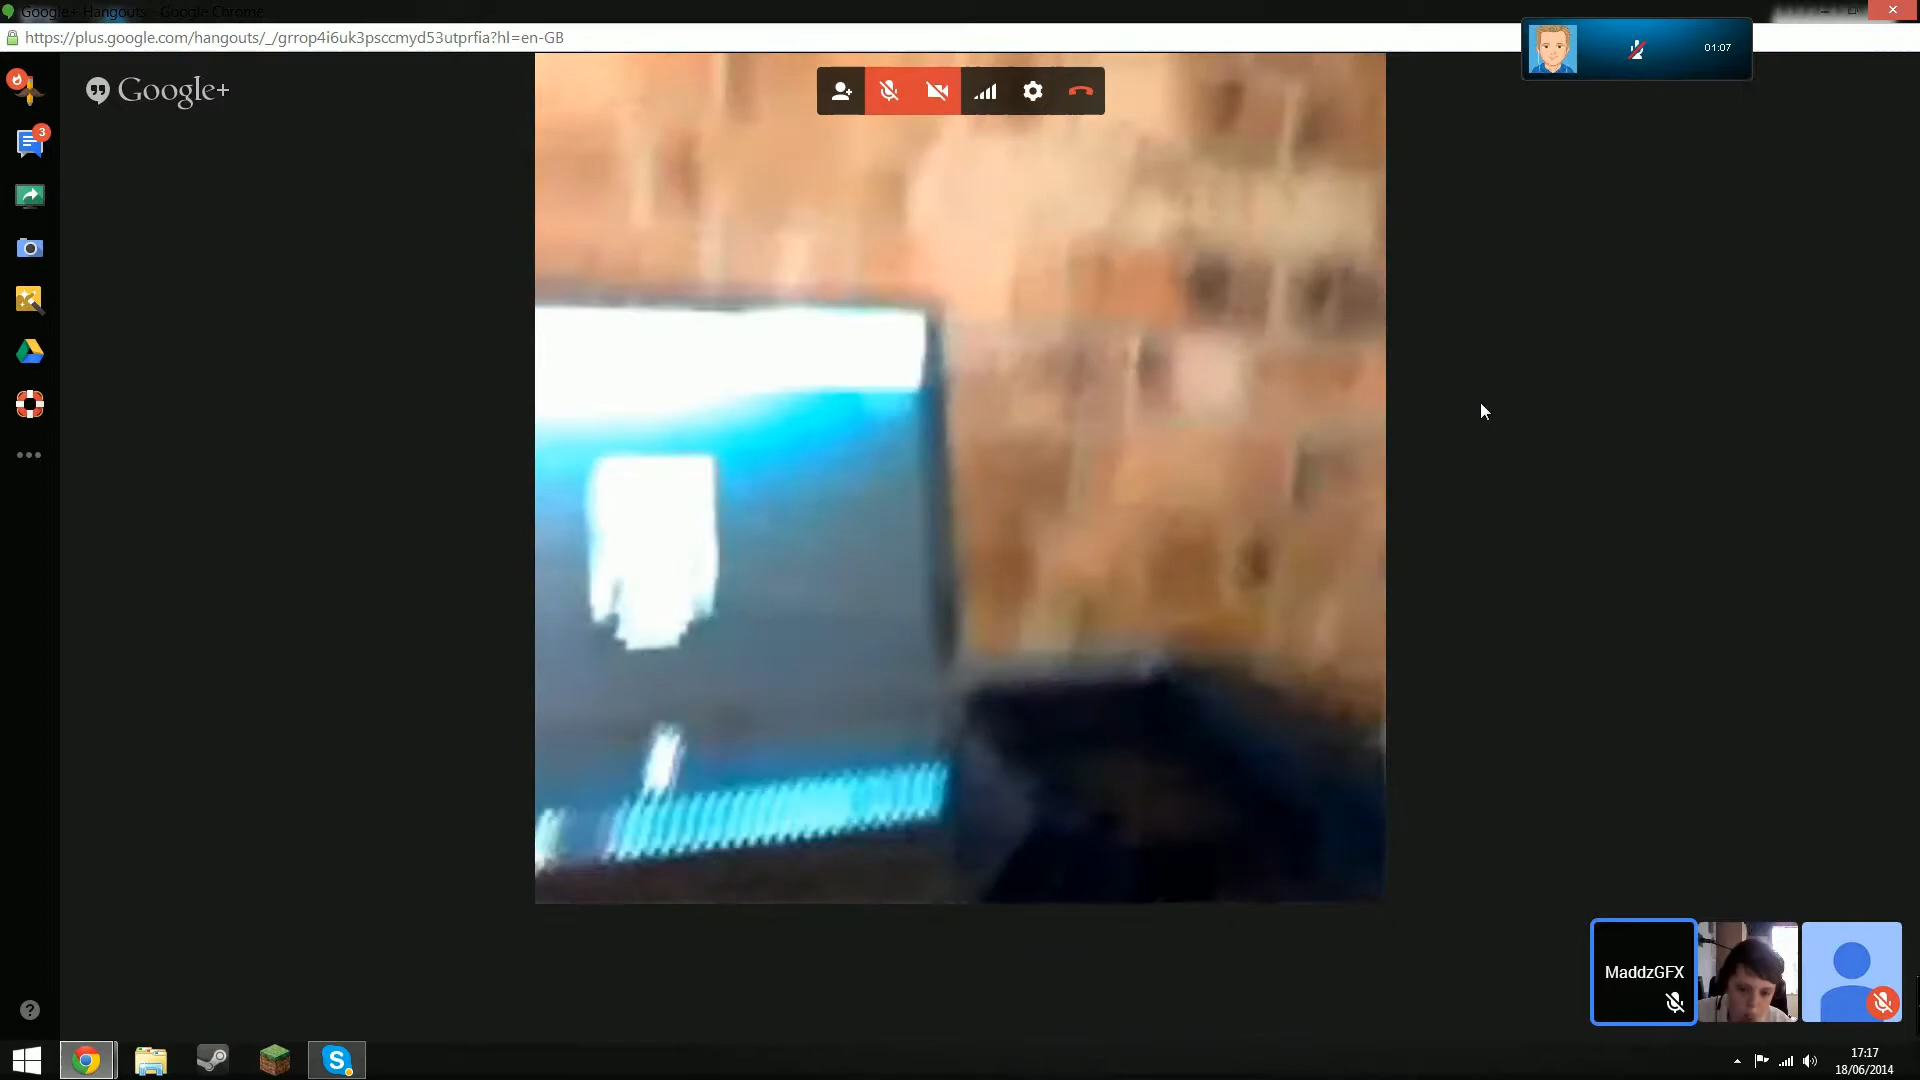 Google+ Hangouts - Google Chrome
https://plus.google.com/hangouts/_/grrop4i6uk3psccmyd53utprfia?hl=en-GB
01:07
Google+
3
MaddzGFX
17:17
18/06/2014